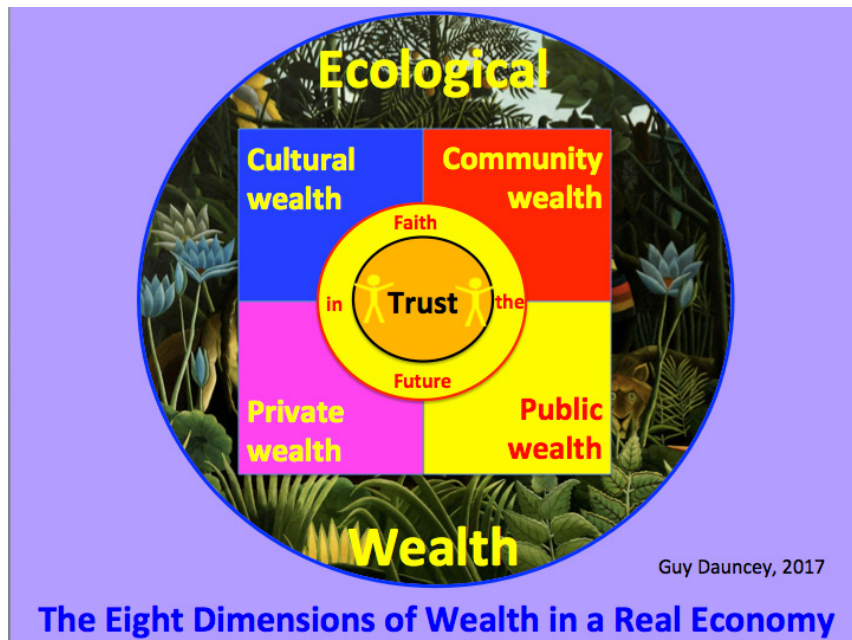 Ecological
Cultural
wealth
Community
wealth
Faith
in
Trust
the
Future
Private
wealth
Public
wealth
Wealth
Guy Dauncey, 2017
The Eight Dimensions of Wealth in a Real Economy